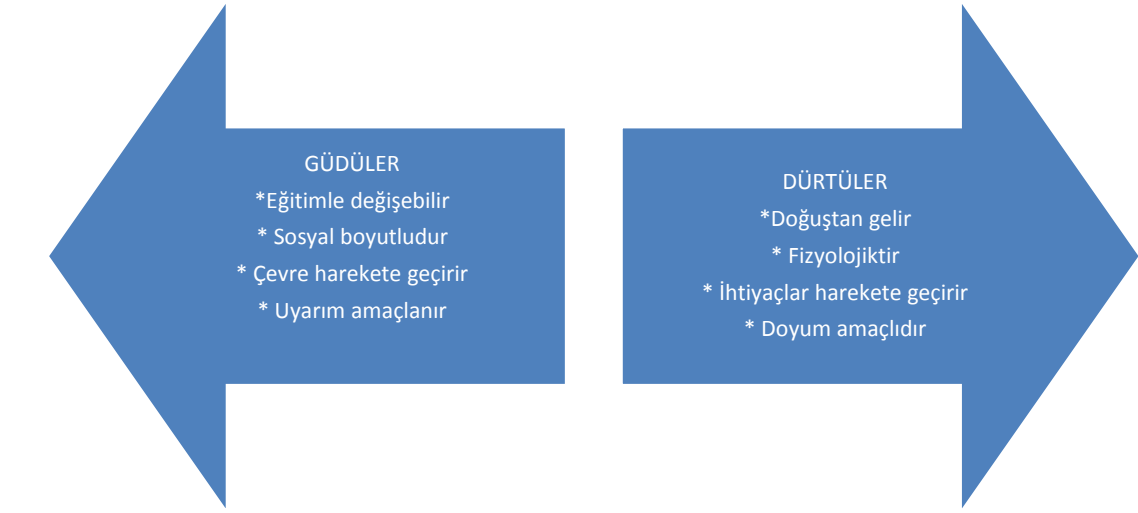 GÜDÜLER
*Eğitimle değişebilir
* Sosyal boyutludur
* Çevre harekete geçirir
* Uyarım amaçlanır
DÜRTÜLER
*Doğuştan gelir
* Fizyolojiktir
* İhtiyaçlar harekete geçirir
* Doyum amaçlıdır